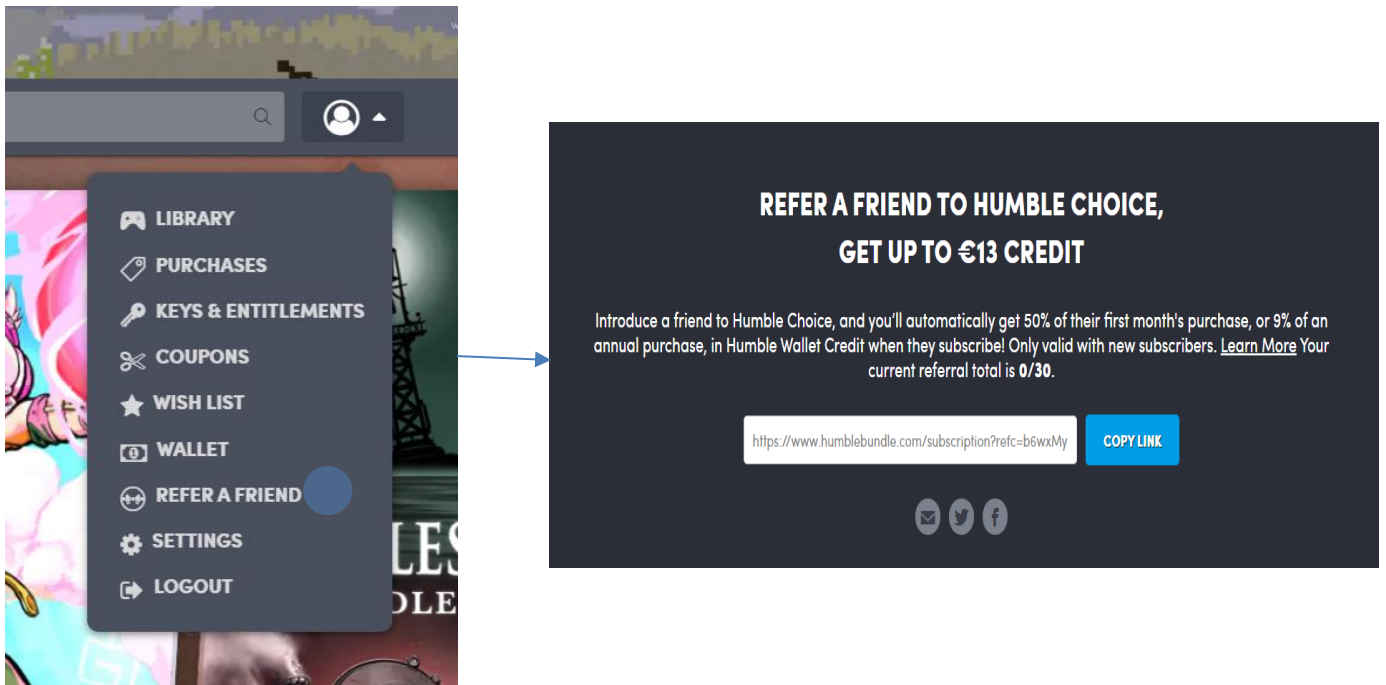 LIBRARY
PURCHASES
KEYS & ENTITLEMENTS
COUPONS
WISH LIST
WALLET
REFER A FRIEND
SETTINGS
LOGOUT
LES
DLE
REFER A FRIEND TO HUMBLE CHOICE,
GET UP TO €13 CREDIT
Introduce a friend to Humble Choice, and you’ll automatically get 50% of their first month's purchase, or 9% of an
annual purchase, in Humble Wallet Credit when they subscribe! Only valid with new subscribers. Learn More Your
current referral total is 0/30.
https://www.humblebundle.com/subscription?refc=b6wxMy
COPY LINK